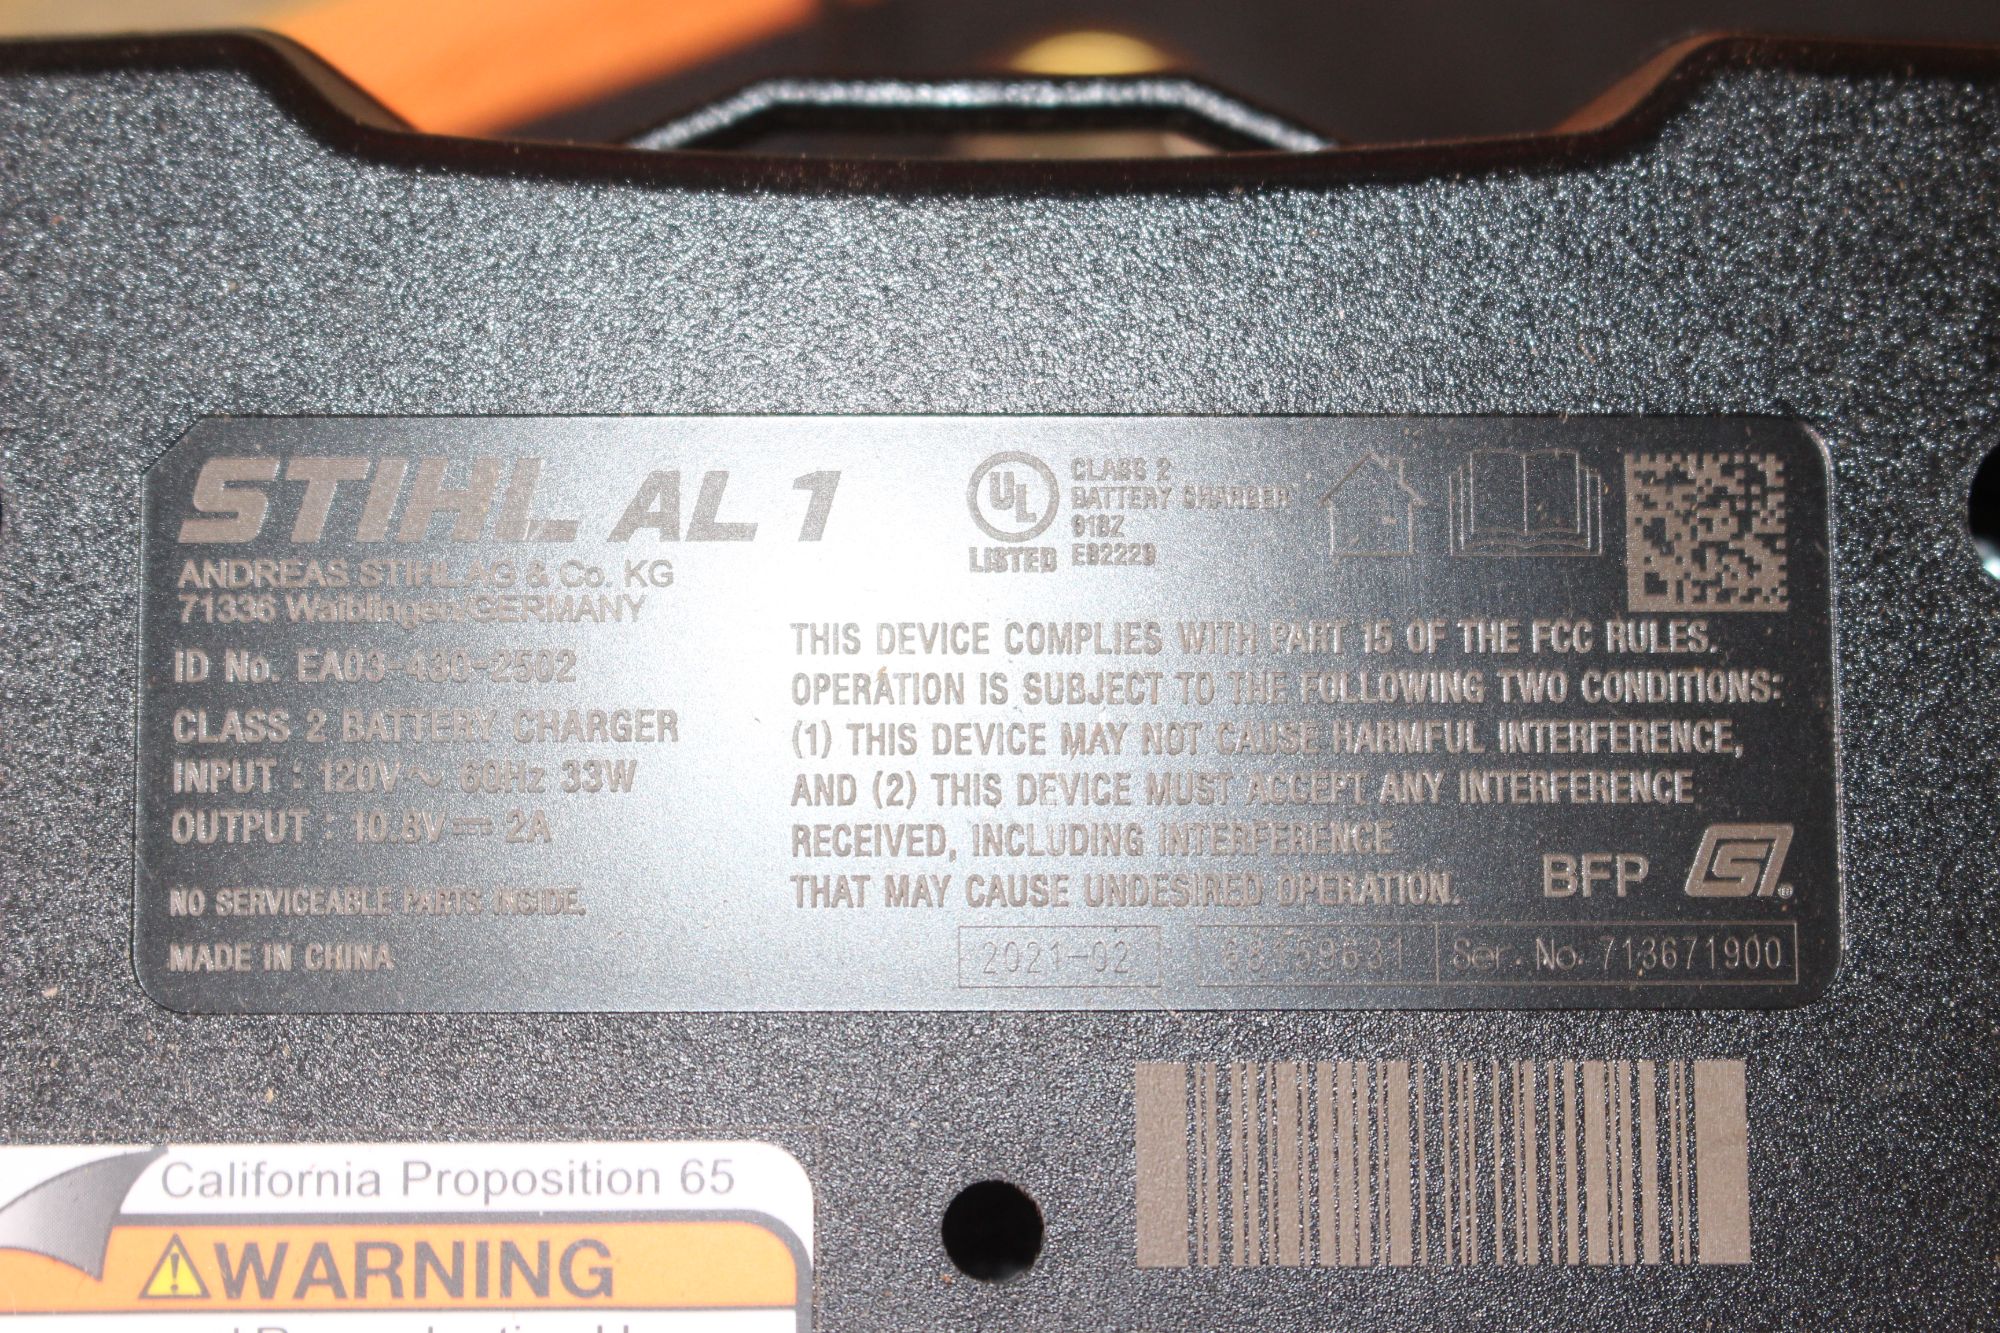 STIHL AL 1
ANDREAS STIHL AG & Co. KG
71336 Waiblingen/GERMANY
ID No. EA03-430-2502
CLASS 2 BATTERY CHARGER
INPUT : 120V ~ 60Hz 33W
OUTPUT : 10.8V ⎓ 2A
NO SERVICEABLE PARTS INSIDE.
MADE IN CHINA
UL
LISTED
CLASS 2
BATTERY CHARGER
91BZ
E82229
THIS DEVICE COMPLIES WITH PART 15 OF THE FCC RULES.
OPERATION IS SUBJECT TO THE FOLLOWING TWO CONDITIONS:
(1) THIS DEVICE MAY NOT CAUSE HARMFUL INTERFERENCE,
AND (2) THIS DEVICE MUST ACCEPT ANY INTERFERENCE
RECEIVED, INCLUDING INTERFERENCE
THAT MAY CAUSE UNDESIRED OPERATION.
BFP
2021-02
Ser. No. 713671900
California Proposition 65
WARNING